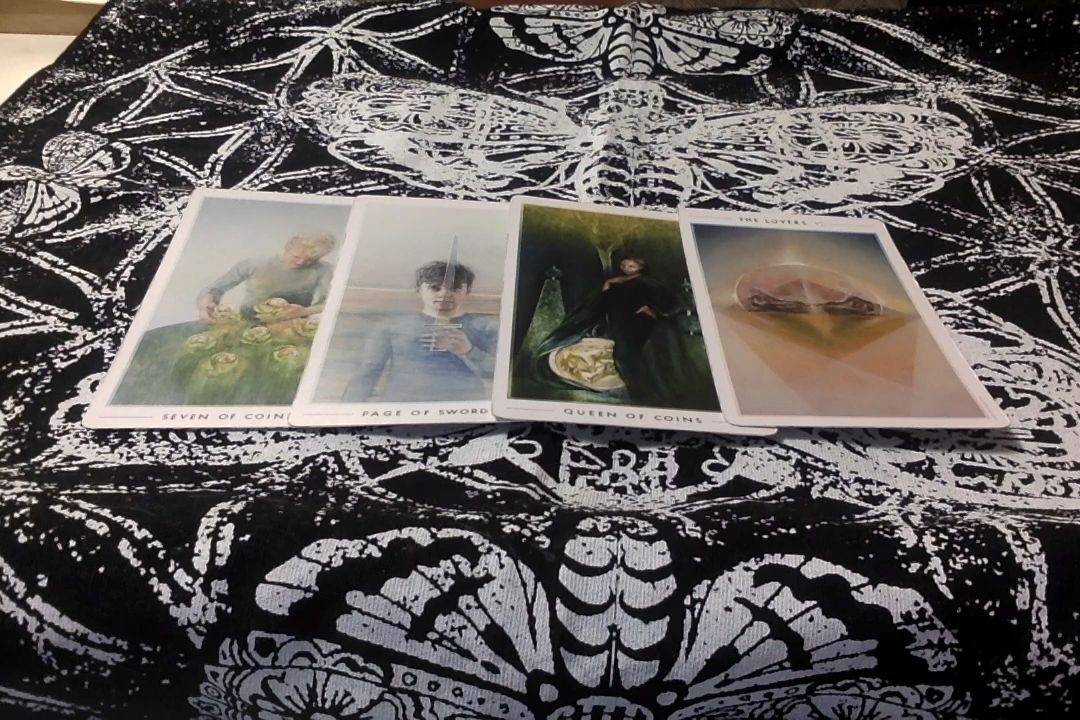 SEVEN OF COIN
PAGE OF SWORD
QUEEN OF COINS
THE LOVERS